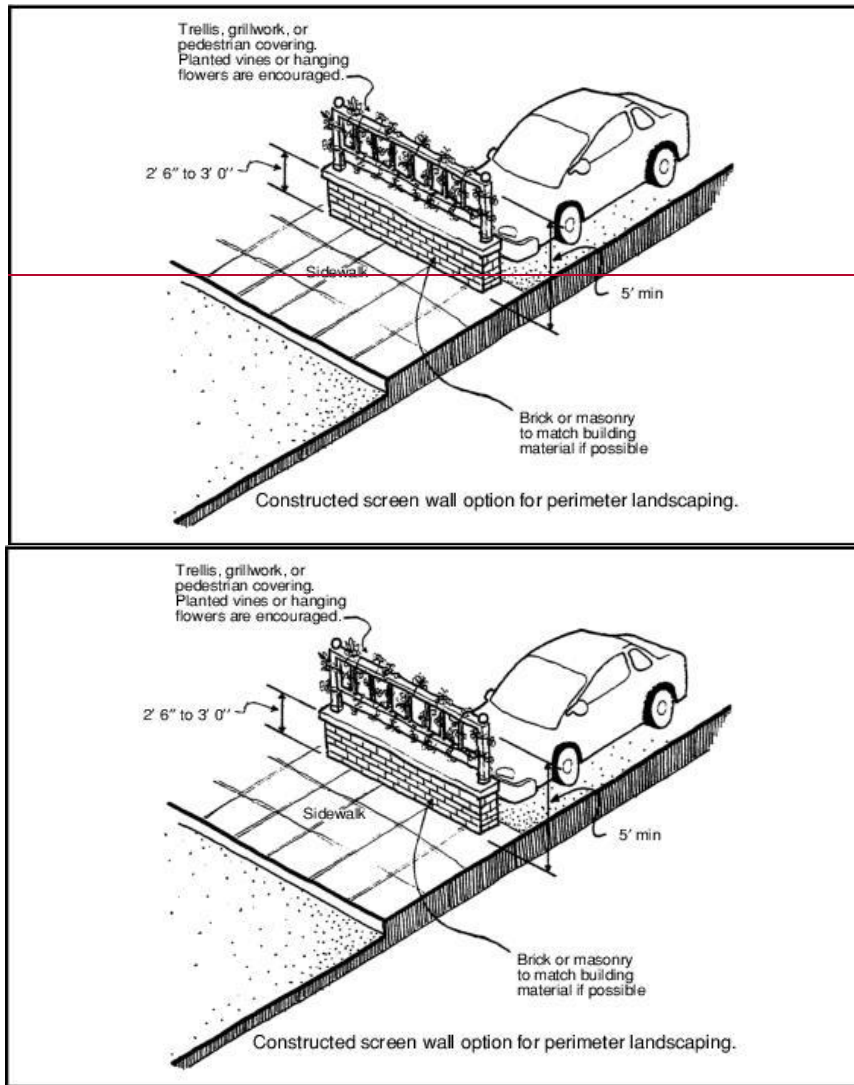 Trellis, grillwork, or
pedestrian covering.
Planted vines or hanging
flowers are encouraged.
2′ 6″ to 3′ 0′′
Sidewalk
5′ min
Brick or masonry
to match building
material if possible
Constructed screen wall option for perimeter landscaping.
Trellis, grillwork, or
pedestrian covering.
Planted vines or hanging
flowers are encouraged.
2′ 6″ to 3′ 0′′
Sidewalk
5′ min
Brick or masonry
to match building
material if possible
Constructed screen wall option for perimeter landscaping.